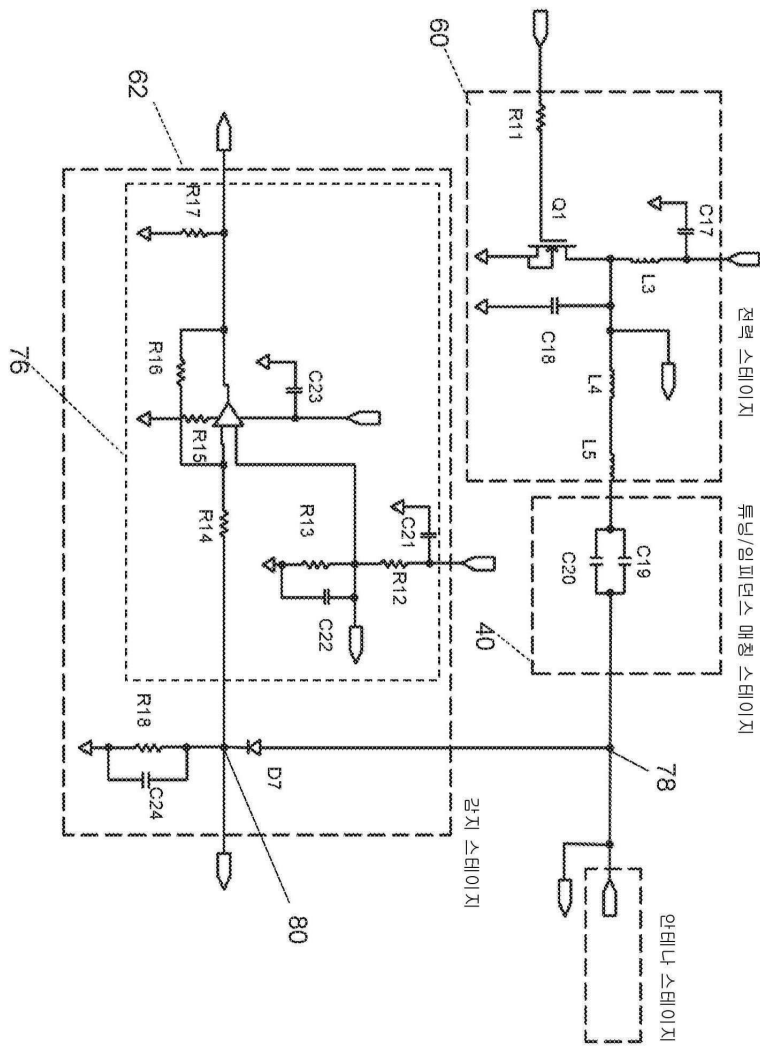 60
62
76
40
78
80
R11
Q1
C17
L3
C18
L4
L5
전력 스테이지
C19
C20
튜닝/임피던스 매칭 스테이지
R17
R16
C23
R15
R14
R13
C21
R12
C22
R18
C24
D7
감지 스테이지
안테나 스테이지